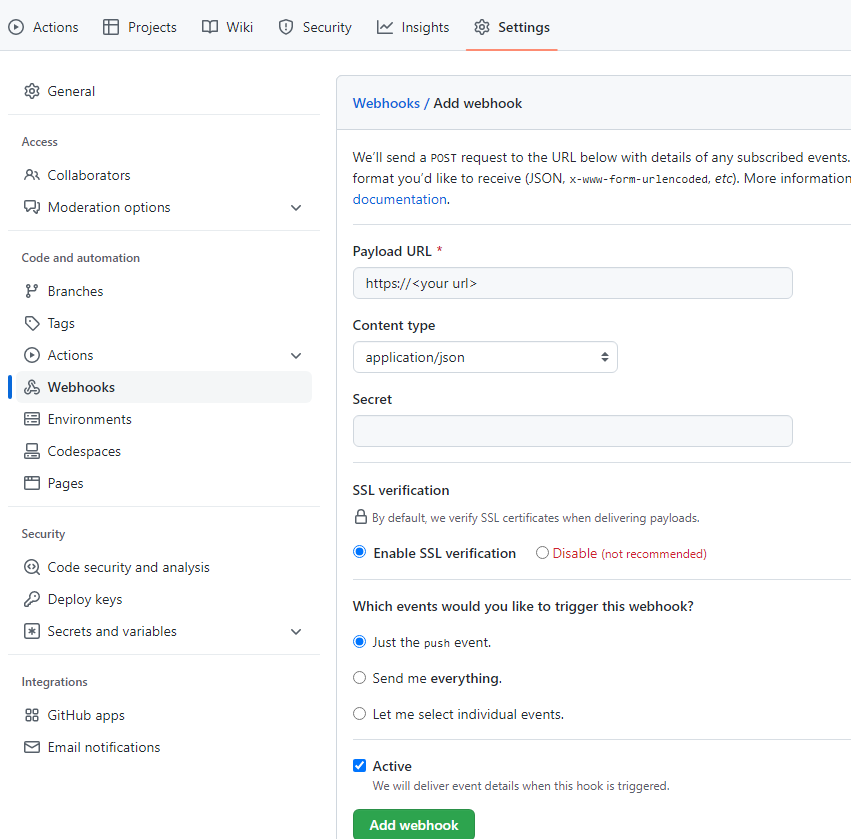 Actions Projects Wiki Security Insights Settings
General
Access
Collaborators
Moderation options
Code and automation
Branches
Tags
Actions
Webhooks
Environments
Codespaces
Pages
Security
Code security and analysis
Deploy keys
Secrets and variables
Integrations
GitHub apps
Email notifications
Webhooks / Add webhook
We'll send a POST request to the URL below with details of any subscribed events.
format you'd like to receive (JSON, x-www-form-urlencoded, etc). More information
documentation.
Payload URL *
https://<your url>
Content type
application/json
Secret
SSL verification
By default, we verify SSL certificates when delivering payloads.
Enable SSL verification Disable (not recommended)
Which events would you like to trigger this webhook?
Just the push event.
Send me everything.
Let me select individual events.
Active
We will deliver event details when this hook is triggered.
Add webhook